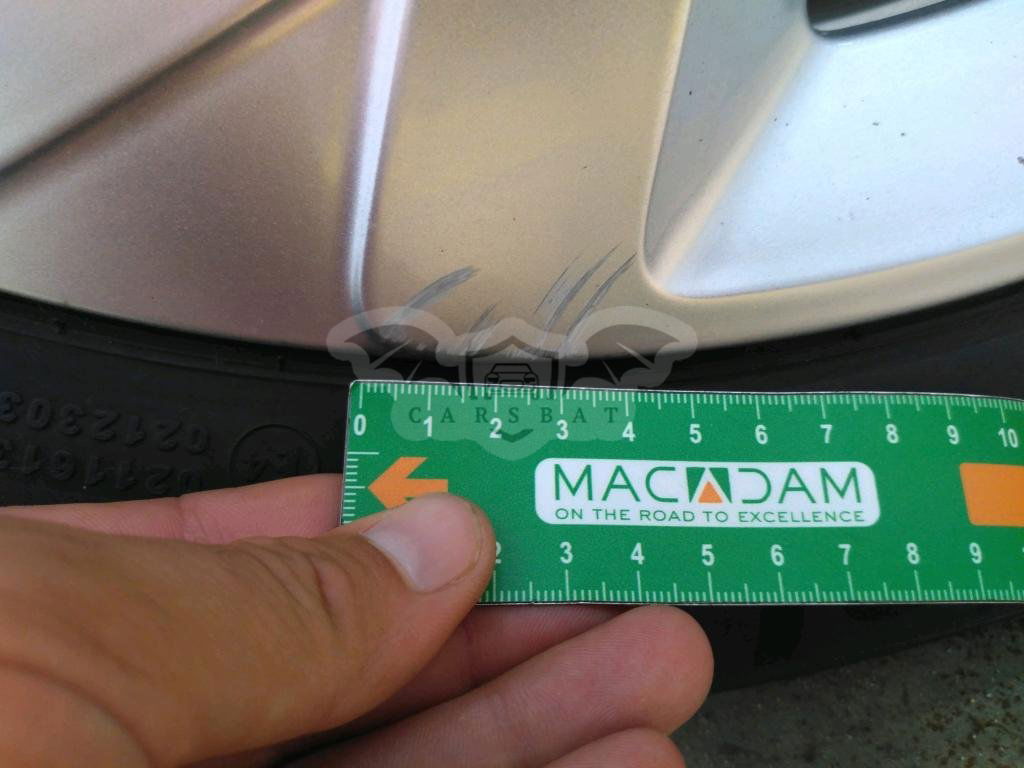 CARSBAT
0 1 2 3 4 5 6 7 8 9 10
MACADAM
ON THE ROAD TO EXCELLENCE
2 3 4 5 6 7 8 9
0212303